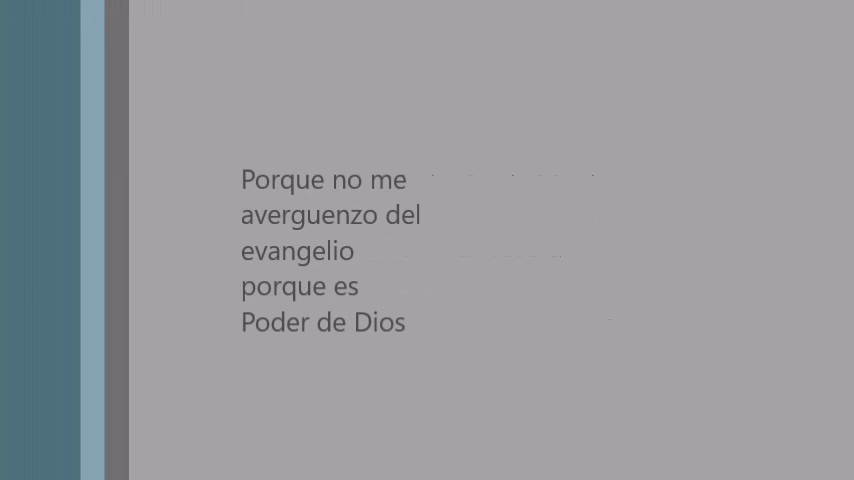 Porque no me
averguenzo del
evangelio
porque es
Poder de Dios